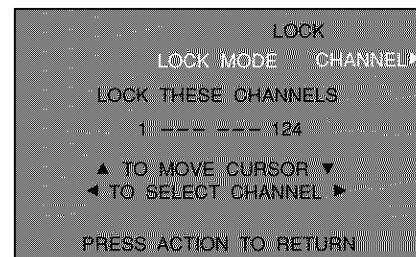 LOCK
LOCK MODE CHANNEL▶
LOCK THESE CHANNELS
1 --- --- 124
▲ TO MOVE CURSOR ▼
◀ TO SELECT CHANNEL ▶
PRESS ACTION TO RETURN